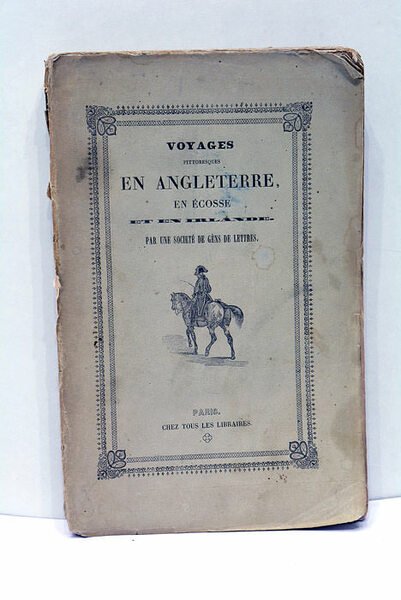 VOYAGES
PITTORESQUES
EN ANGLETERRE,
EN ÉCOSSE
ET EN IRLANDE.
PAR UNE SOCIÉTÉ DE GENS DE LETTRES.
PARIS.
CHEZ TOUS LES LIBRAIRES.